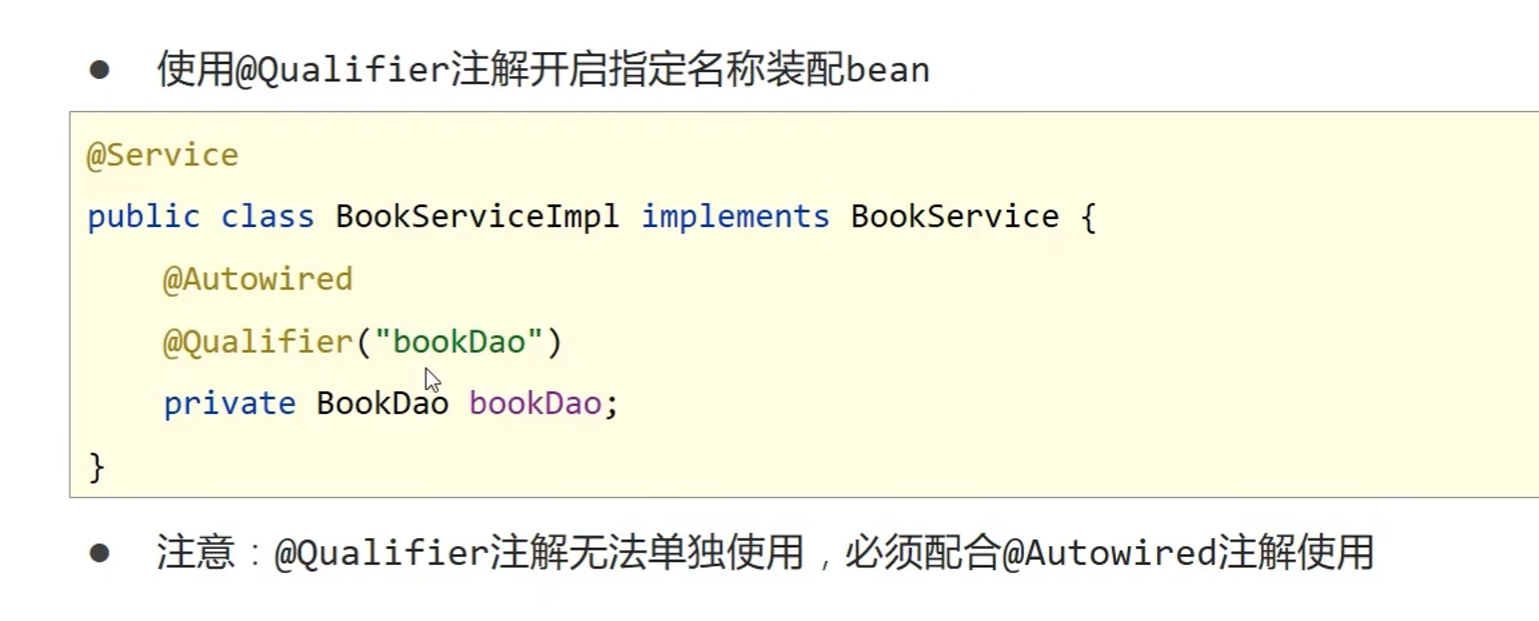 ● 使用@Qualifier注解开启指定名称装配bean
@Service
public class BookServiceImpl implements BookService {
    @Autowired
    @Qualifier("bookDao")
    private BookDao bookDao;
}
● 注意：@Qualifier注解无法单独使用，必须配合@Autowired注解使用